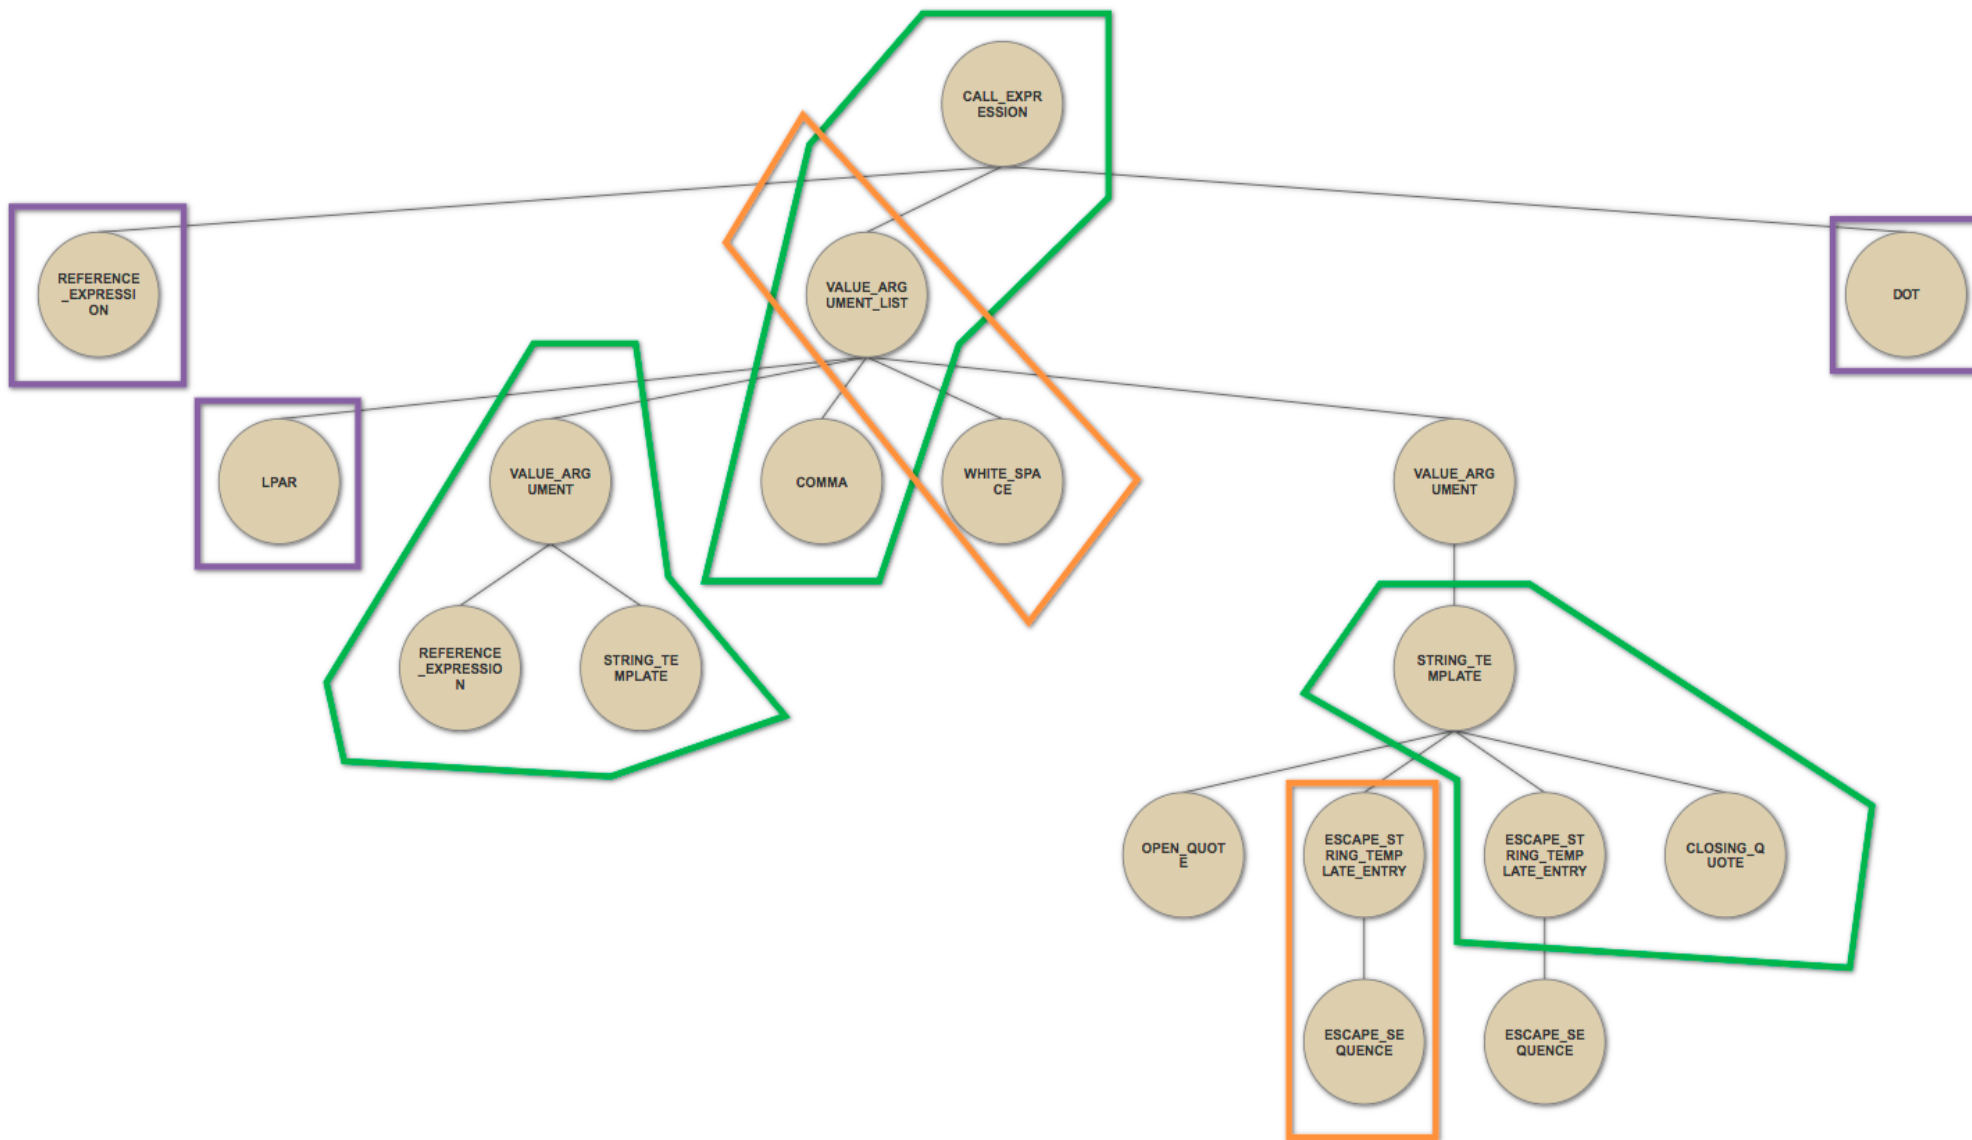 CALL_EXPR
ESSION
REFERENCE
_EXPRESSI
ON
VALUE_ARG
UMENT_LIST
DOT
LPAR
VALUE_ARG
UMENT
COMMA
WHITE_SPA
CE
VALUE_ARG
UMENT
REFERENCE
_EXPRESSIO
N
STRING_TE
MPLATE
STRING_TE
MPLATE
OPEN_QUOT
E
ESCAPE_ST
RING_TEMP
LATE_ENTRY
ESCAPE_ST
RING_TEMP
LATE_ENTRY
CLOSING_Q
UOTE
ESCAPE_SE
QUENCE
ESCAPE_SE
QUENCE